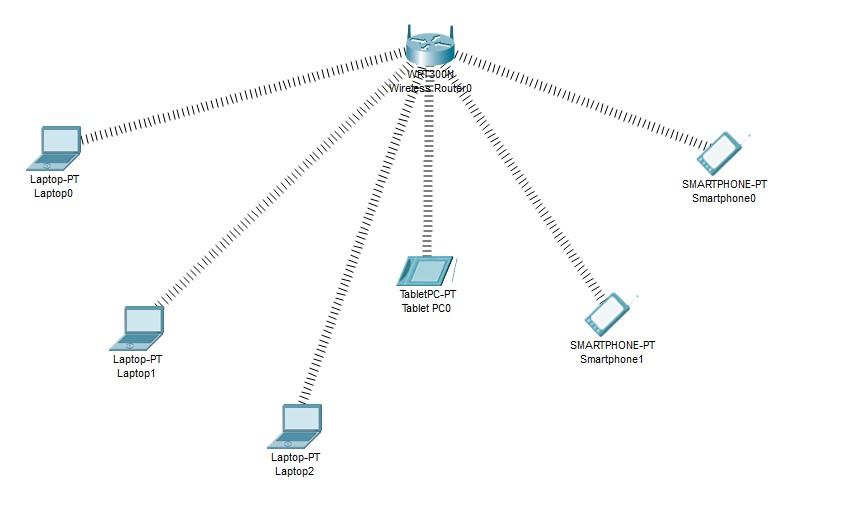 WRT300N
Wireless Router0
Laptop-PT
Laptop0
SMARTPHONE-PT
Smartphone0
TabletPC-PT
Tablet PC0
Laptop-PT
Laptop1
SMARTPHONE-PT
Smartphone1
Laptop-PT
Laptop2